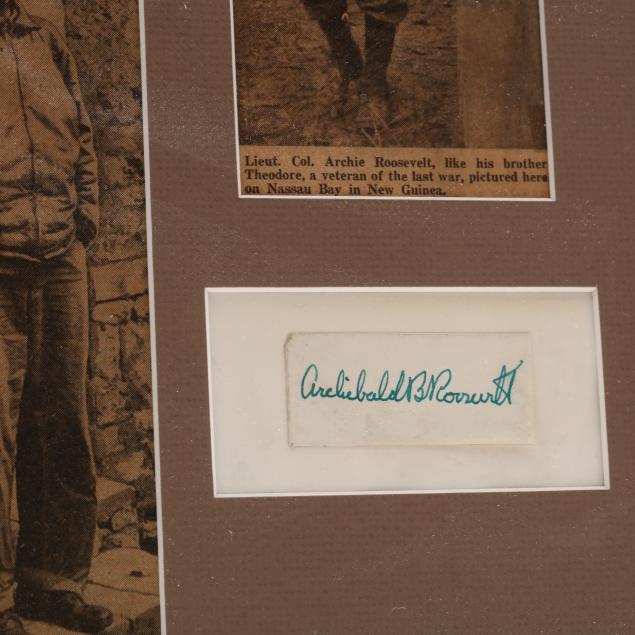 Lieut. Col. Archie Roosevelt, like his brother
Theodore, a veteran of the last war, pictured here
on Nassau Bay in New Guinea.
Archibald B Roosevelt